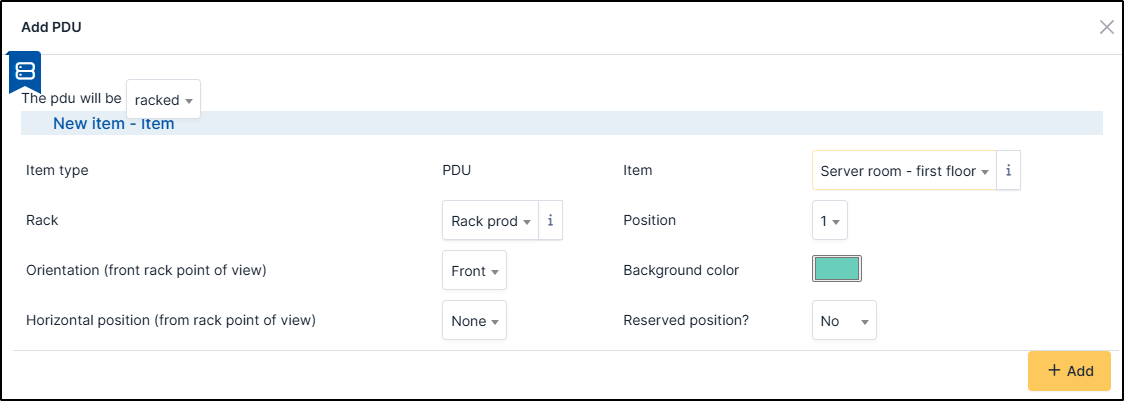 Add PDU
The pdu will be racked
New item - Item
Item type PDU Item Server room - first floor i
Rack Rack prod i Position 1
Orientation (front rack point of view) Front Background color
Horizontal position (from rack point of view) None Reserved position? No
+ Add